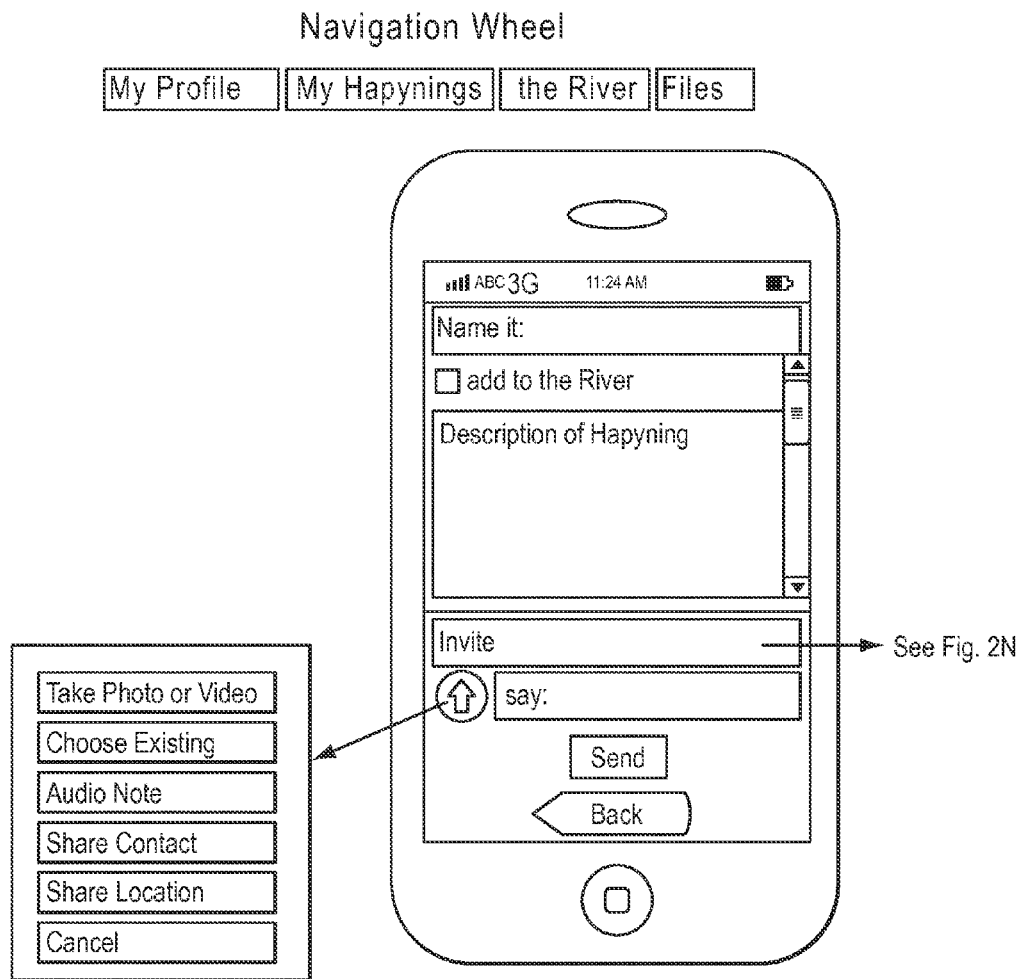 Navigation Wheel
My Profile My Hapynings the River Files
ABC 3G 11:24 AM
Name it:
add to the River
Description of Hapyning
Invite
See Fig. 2N
say:
Send
Back
Take Photo or Video
Choose Existing
Audio Note
Share Contact
Share Location
Cancel